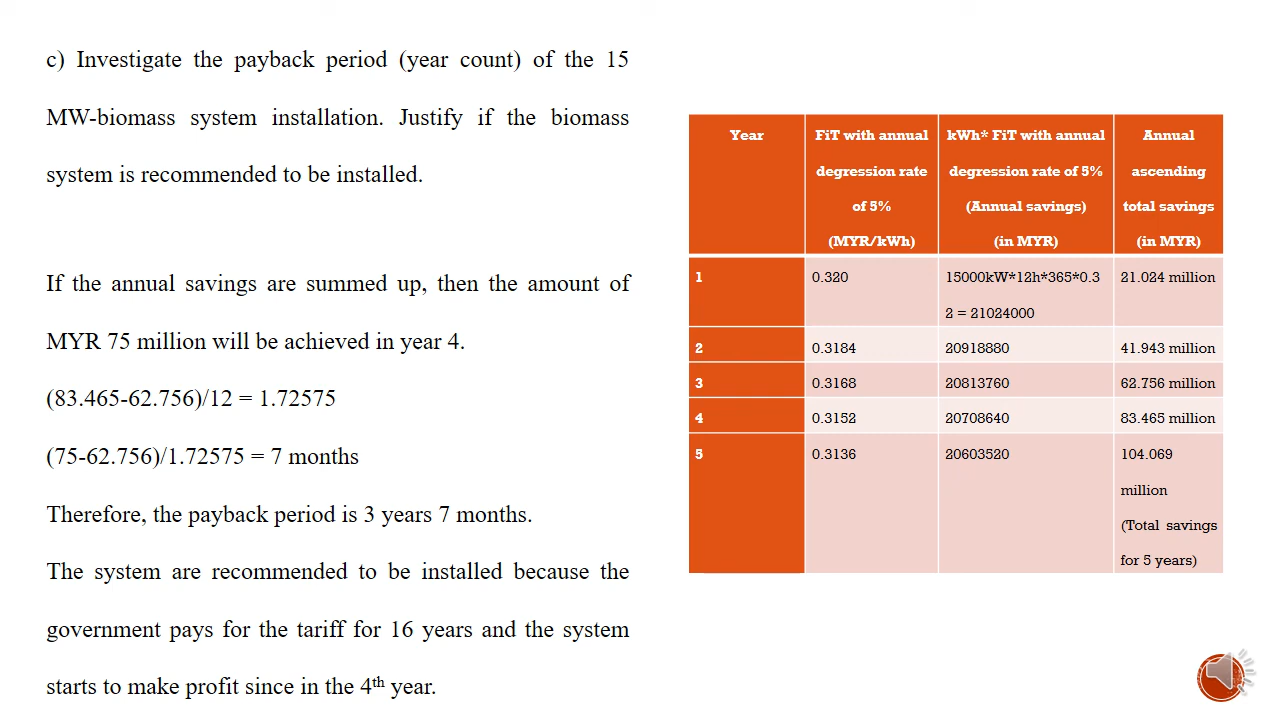 c) Investigate the payback period (year count) of the 15
MW-biomass system installation. Justify if the biomass
system is recommended to be installed.
If the annual savings are summed up, then the amount of
MYR 75 million will be achieved in year 4.
(83.465-62.756)/12 = 1.72575
(75-62.756)/1.72575 = 7 months
Therefore, the payback period is 3 years 7 months.
The system are recommended to be installed because the
government pays for the tariff for 16 years and the system
starts to make profit since in the 4th year.
Year
FiT with annual
degression rate
of 5%
(MYR/kWh)
kWh* FiT with annual
degression rate of 5%
(Annual savings)
(in MYR)
Annual
ascending
total savings
(in MYR)
1
0.320
15000kW*12h*365*0.3
2 = 21024000
21.024 million
2
0.3184
20918880
41.943 million
3
0.3168
20813760
62.756 million
4
0.3152
20708640
83.465 million
5
0.3136
20603520
104.069
million
(Total savings
for 5 years)